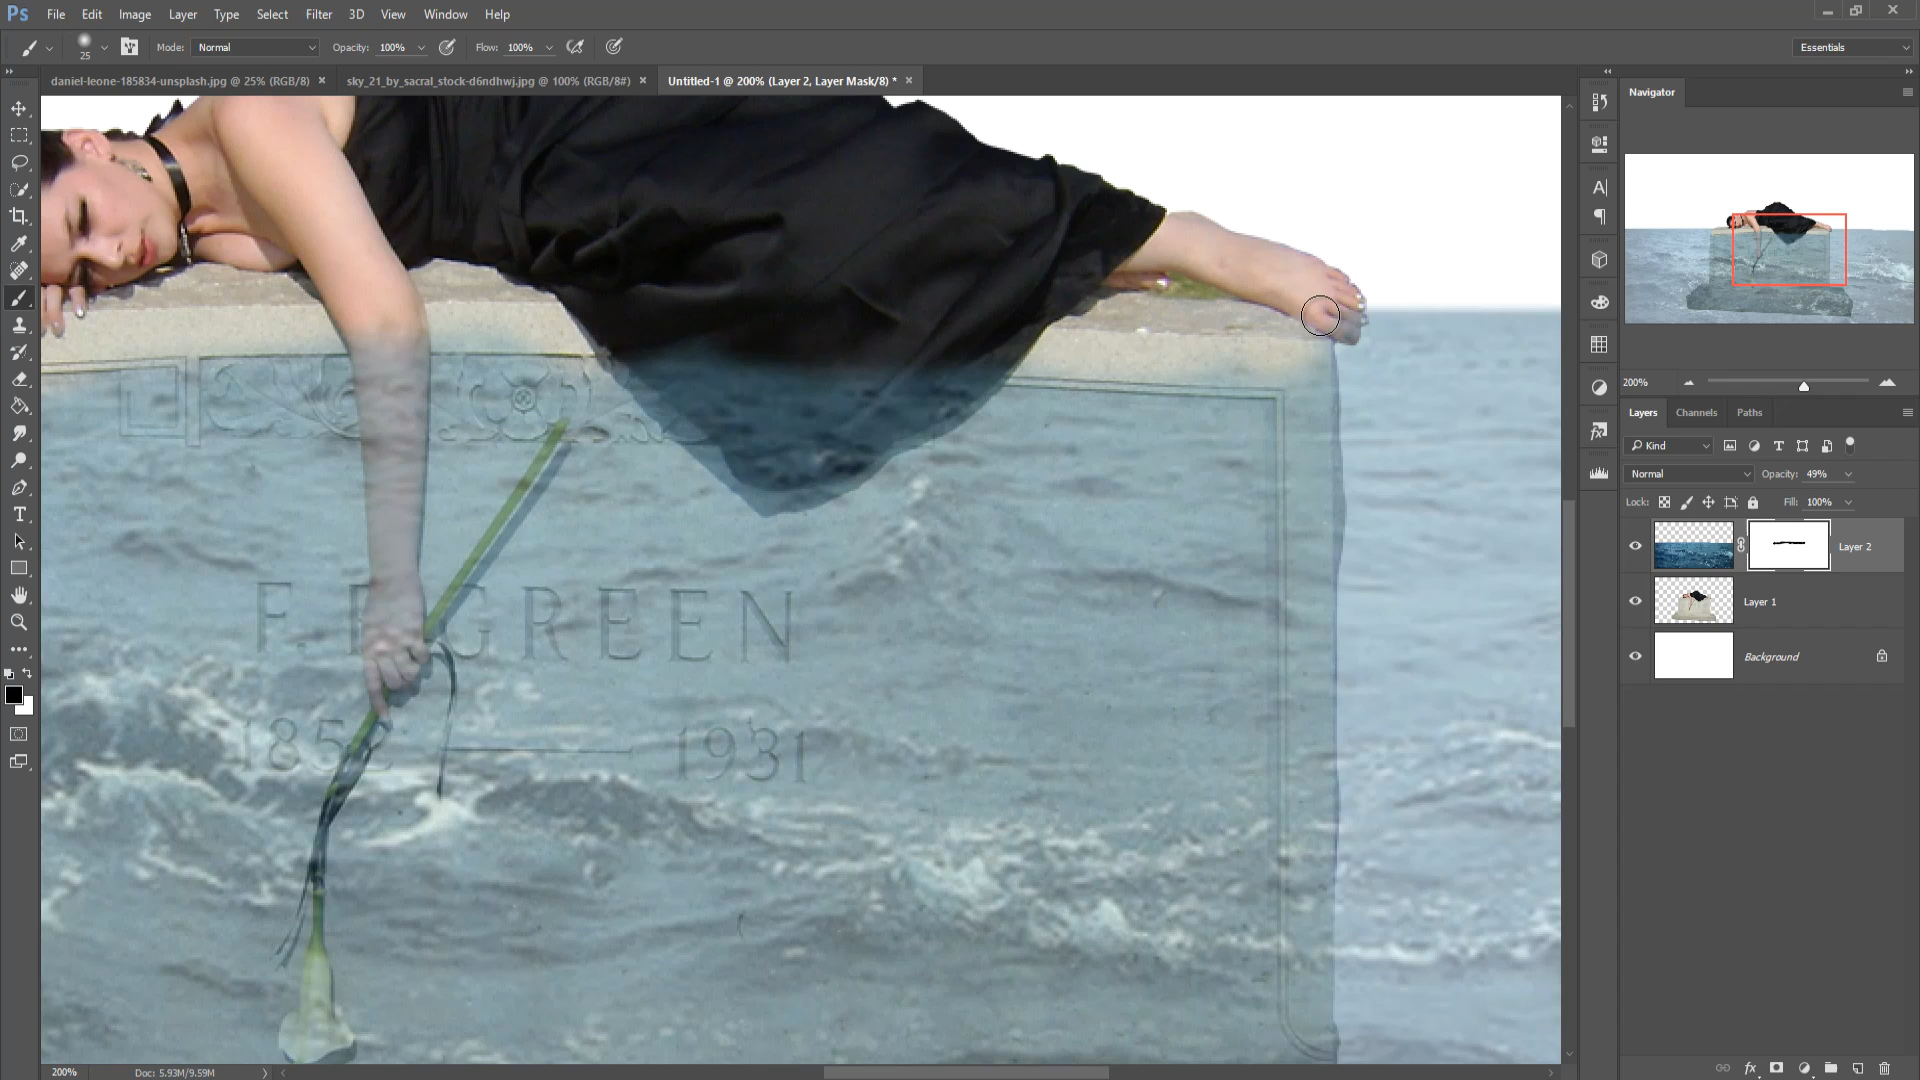 Ps File Edit Image Layer Type Select Filter 3D View Window Help
25 Mode: Normal Opacity: 100% Flow: 100% Essentials
daniel-leone-185834-unsplash.jpg @ 25% (RGB/8) × sky_21_by_sacral_stock-d6ndhwj.jpg @ 100% (RGB/8#) × Untitled-1 @ 200% (Layer 2, Layer Mask/8) * ×
Navigator
200%
Layers Channels Paths
Kind
Normal Opacity: 49%
Lock: Fill: 100%
Layer 2
Layer 1
Background
F. F. GREEN
1852 — 1931
200% Doc: 5.93M/9.59M